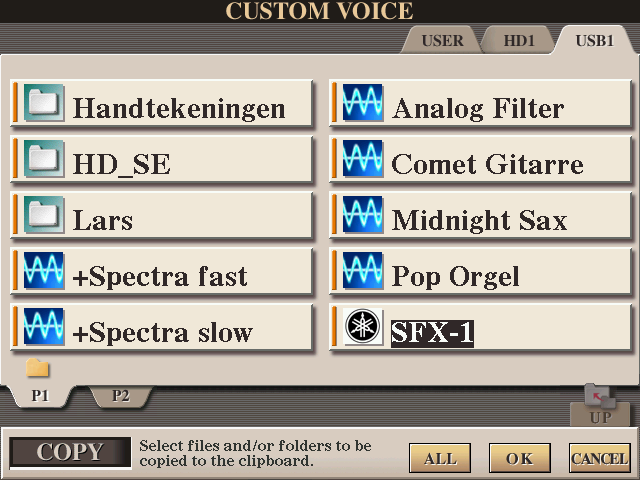 CUSTOM VOICE
USER HD1 USB1
Handtekeningen
HD_SE
Lars
+Spectra fast
+Spectra slow
Analog Filter
Comet Gitarre
Midnight Sax
Pop Orgel
SFX-1
P1 P2
UP
COPY
Select files and/or folders to be
copied to the clipboard.
ALL OK CANCEL